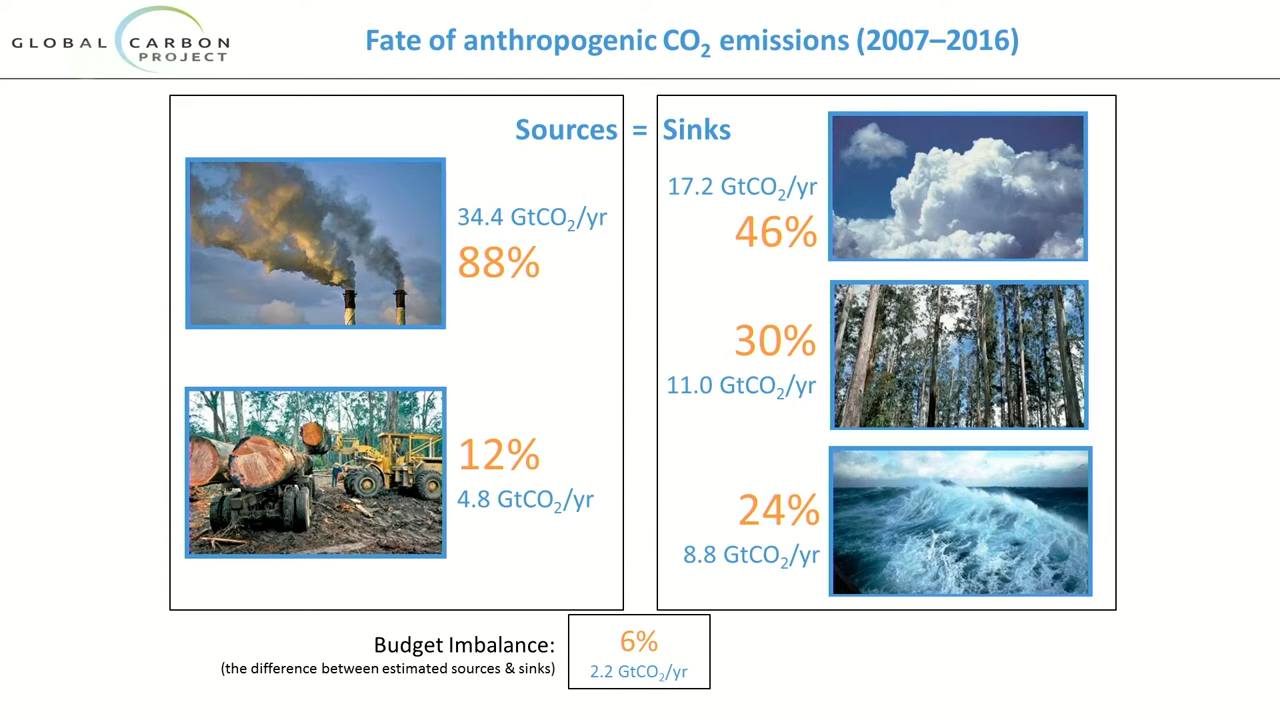 GLOBAL CARBON PROJECT
Fate of anthropogenic CO₂ emissions (2007–2016)
Sources = Sinks
34.4 GtCO₂/yr
88%
12%
4.8 GtCO₂/yr
17.2 GtCO₂/yr
46%
30%
11.0 GtCO₂/yr
24%
8.8 GtCO₂/yr
Budget Imbalance:
(the difference between estimated sources & sinks)
6%
2.2 GtCO₂/yr